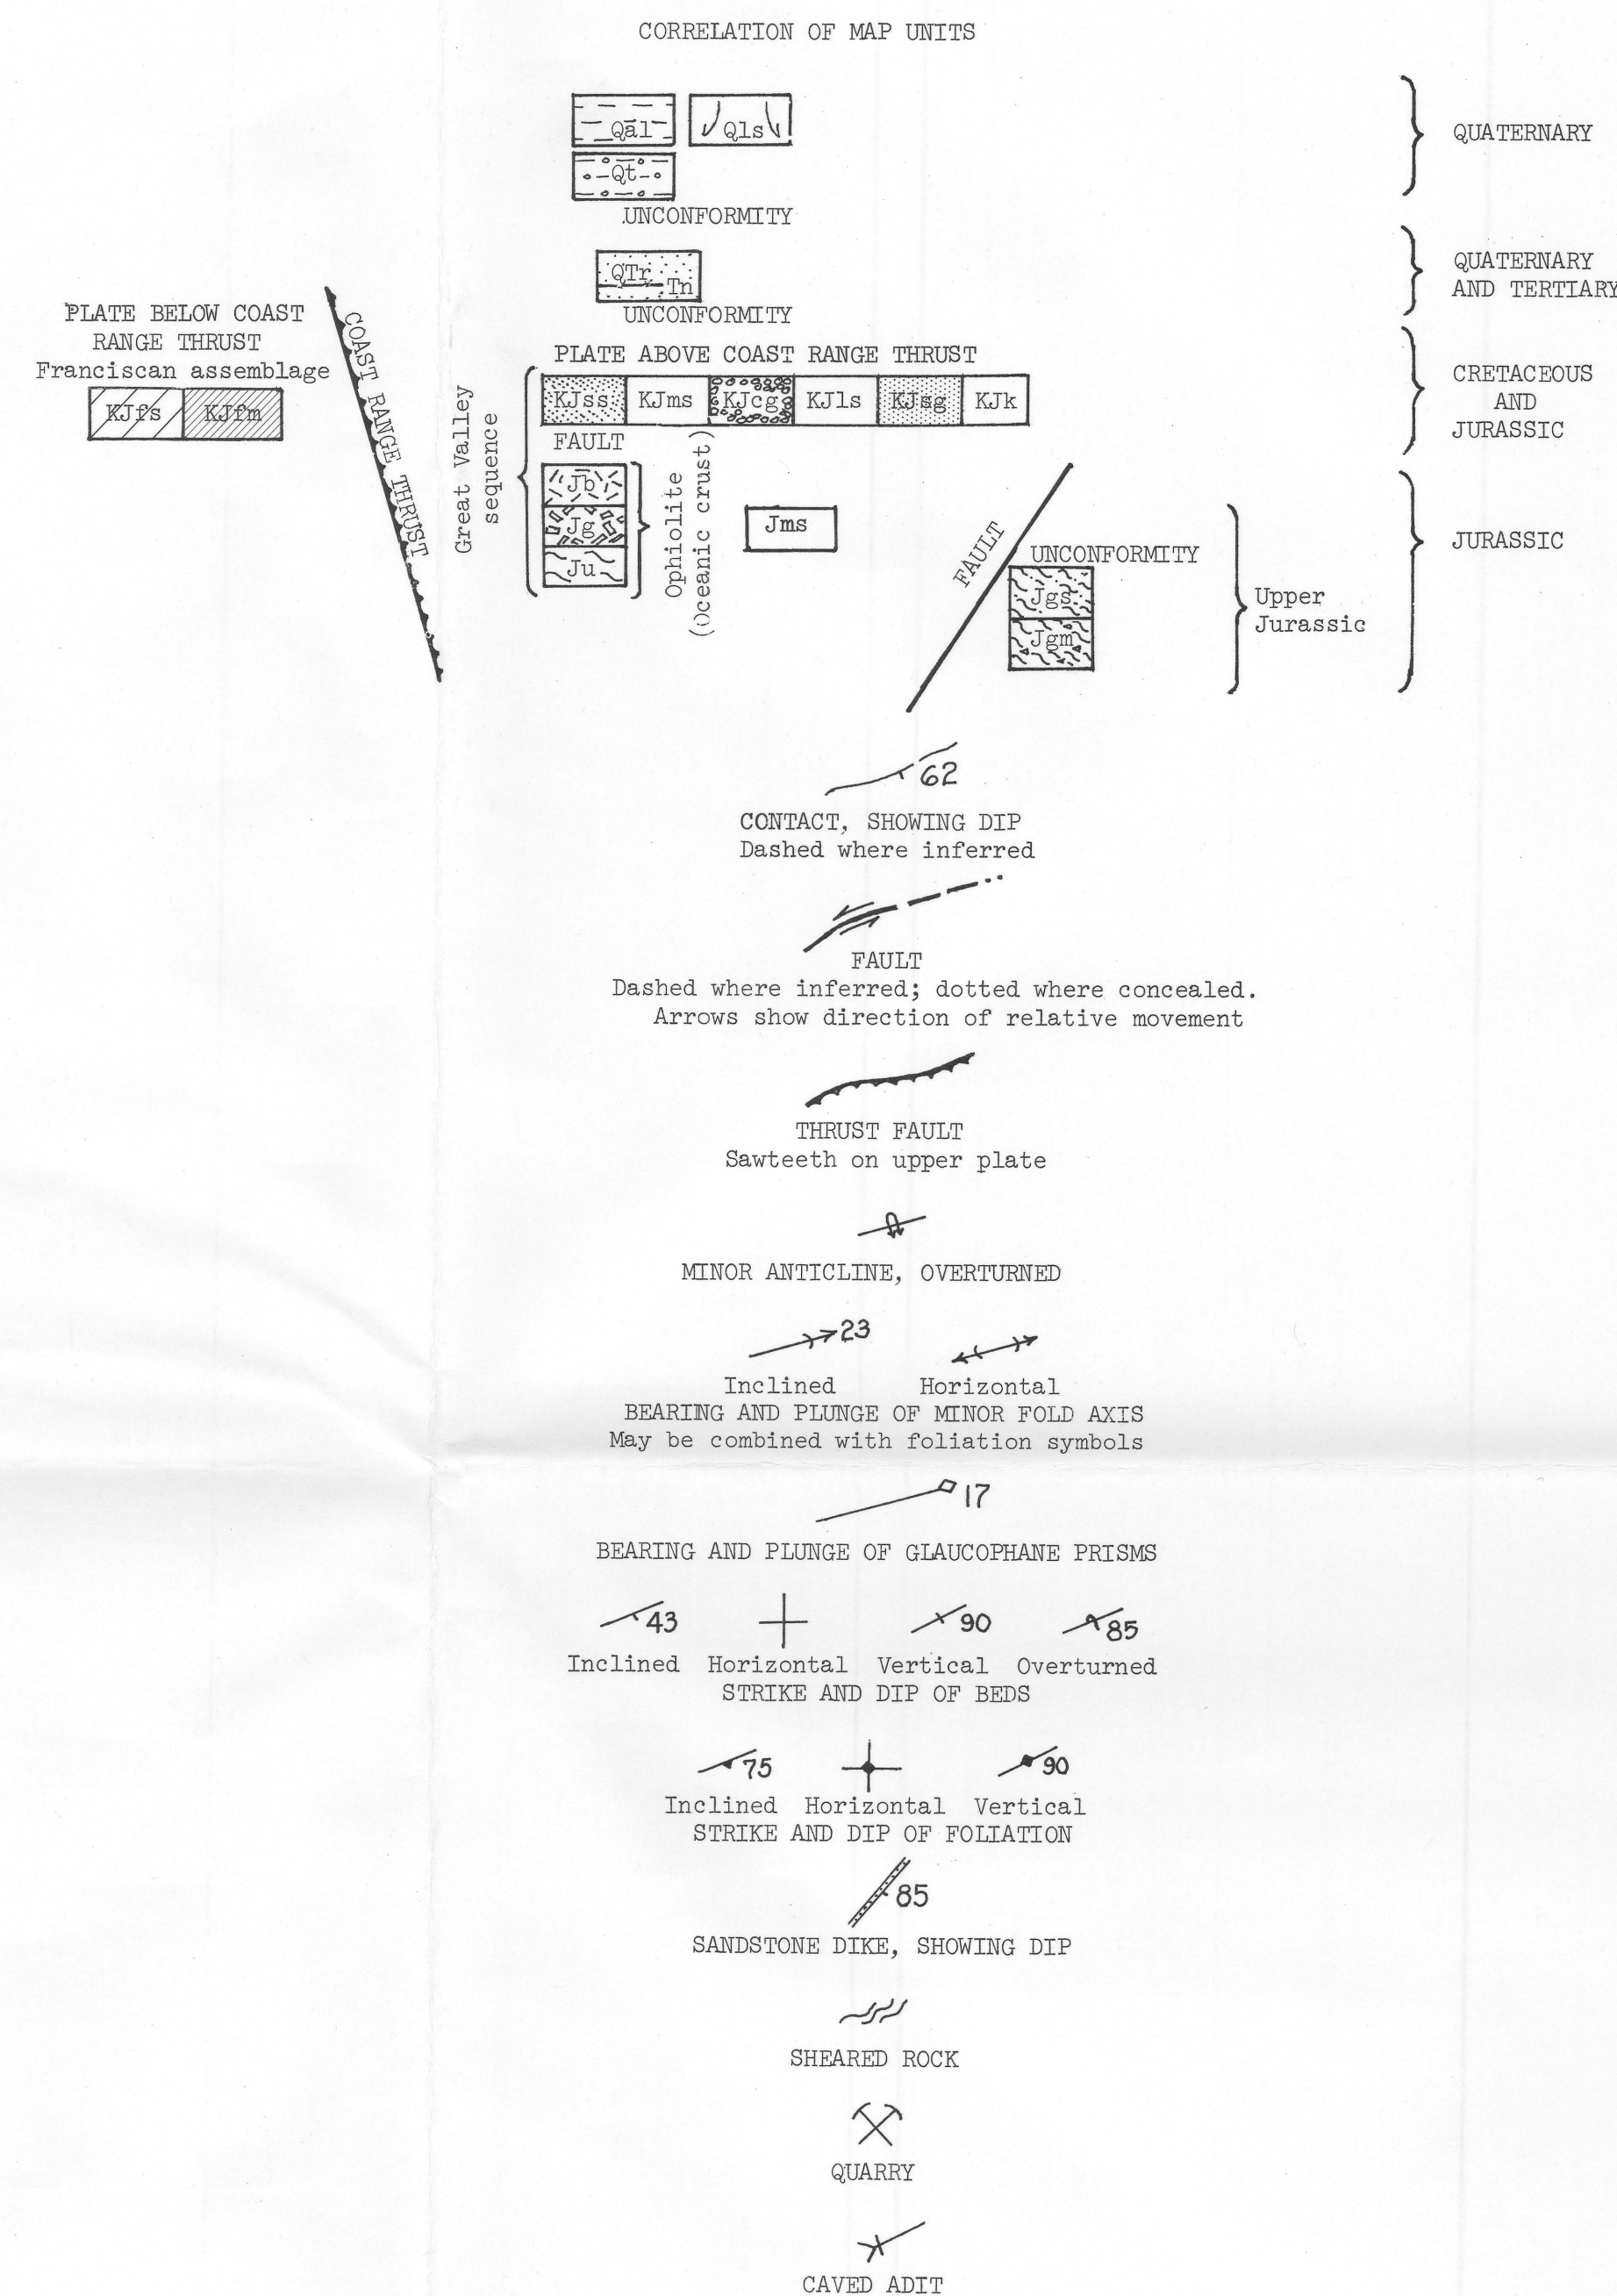 CORRELATION OF MAP UNITS
Qal
Qls
QUATERNARY
Qt
UNCONFORMITY
QTr
Tn
QUATERNARY
AND TERTIARY
UNCONFORMITY
PLATE BELOW COAST
RANGE THRUST
Franciscan assemblage
KJfs
KJfm
COAST RANGE THRUST
Great Valley
sequence
PLATE ABOVE COAST RANGE THRUST
KJss
KJms
KJcg
KJls
KJsg
KJk
CRETACEOUS
AND
JURASSIC
FAULT
Jb
Jg
Ju
Ophiolite
(Oceanic crust)
Jms
FAULT
UNCONFORMITY
Jgs
Jgm
Upper
Jurassic
JURASSIC
62
CONTACT, SHOWING DIP
Dashed where inferred
FAULT
Dashed where inferred; dotted where concealed.
Arrows show direction of relative movement
THRUST FAULT
Sawteeth on upper plate
MINOR ANTICLINE, OVERTURNED
23
Inclined Horizontal
BEARING AND PLUNGE OF MINOR FOLD AXIS
May be combined with foliation symbols
17
BEARING AND PLUNGE OF GLAUCOPHANE PRISMS
43 90 85
Inclined Horizontal Vertical Overturned
STRIKE AND DIP OF BEDS
75 90
Inclined Horizontal Vertical
STRIKE AND DIP OF FOLIATION
85
SANDSTONE DIKE, SHOWING DIP
SHEARED ROCK
QUARRY
CAVED ADIT